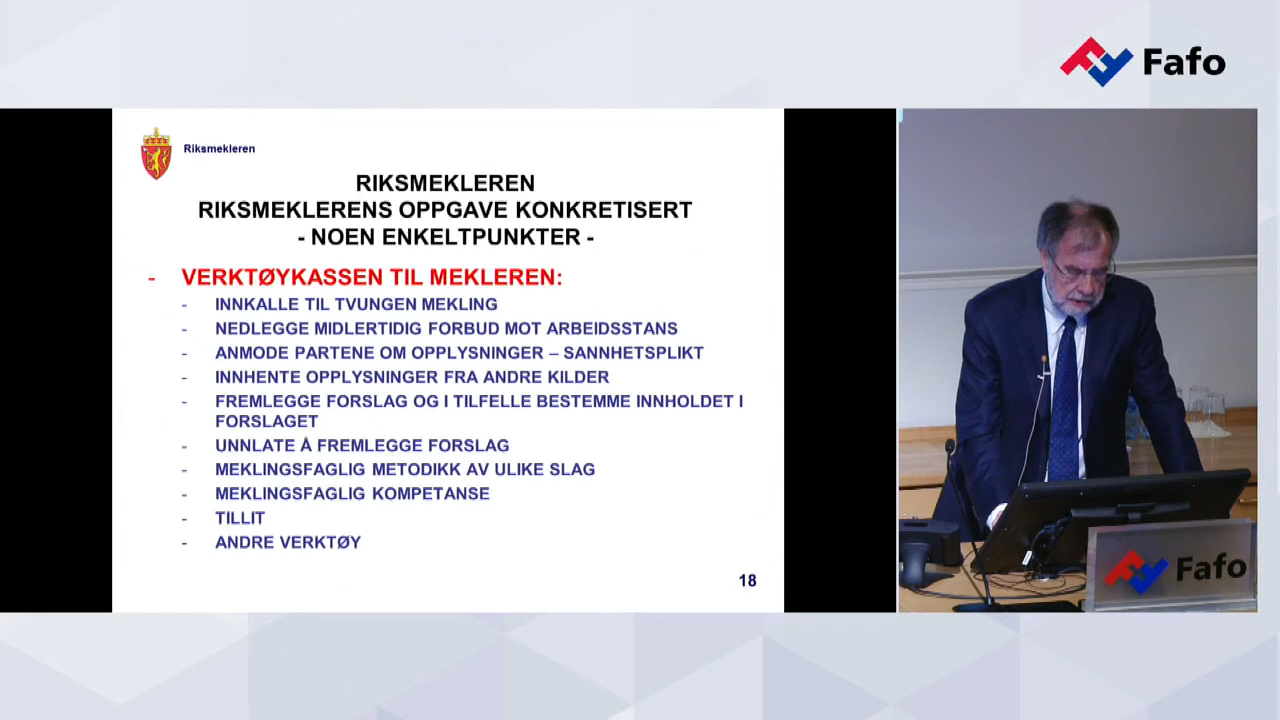 Fafo
Riksmekleren
RIKSMEKLEREN
RIKSMEKLERENS OPPGAVE KONKRETISERT
- NOEN ENKELTPUNKTER -
- VERKTØYKASSEN TIL MEKLEREN:
- INNKALLE TIL TVUNGEN MEKLING
- NEDLEGGE MIDLERTIDIG FORBUD MOT ARBEIDSSTANS
- ANMODE PARTENE OM OPPLYSNINGER – SANNHETSPLIKT
- INNHENTE OPPLYSNINGER FRA ANDRE KILDER
- FREMLEGGE FORSLAG OG I TILFELLE BESTEMME INNHOLDET I
FORSLAGET
- UNNLATE Å FREMLEGGE FORSLAG
- MEKLINGSFAGLIG METODIKK AV ULIKE SLAG
- MEKLINGSFAGLIG KOMPETANSE
- TILLIT
- ANDRE VERKTØY
18
Fafo